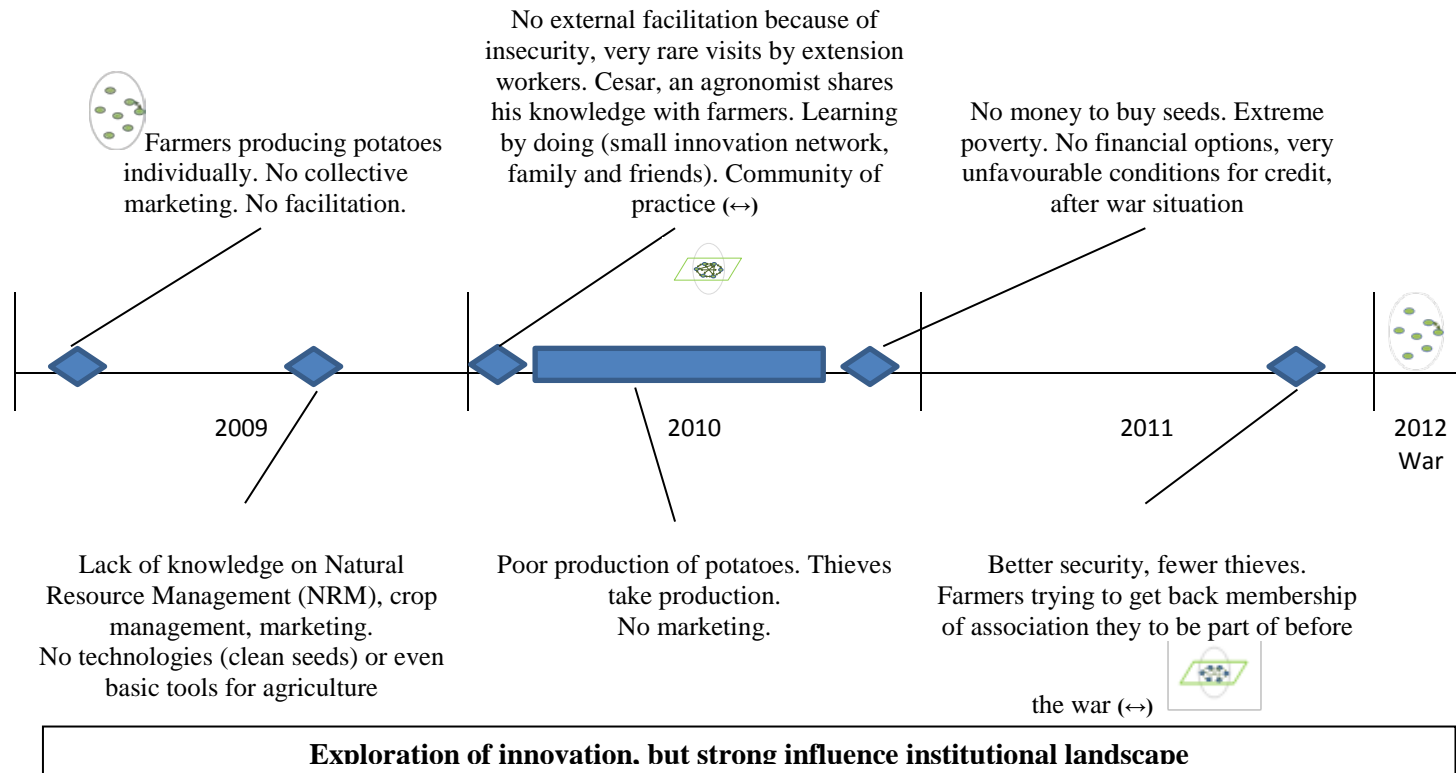 Farmers producing potatoes
individually. No collective
marketing. No facilitation.
No external facilitation because of
insecurity, very rare visits by extension
workers. Cesar, an agronomist shares
his knowledge with farmers. Learning
by doing (small innovation network,
family and friends). Community of
practice (↔)
No money to buy seeds. Extreme
poverty. No financial options, very
unfavourable conditions for credit,
after war situation
2009
2010
2011
2012
War
Lack of knowledge on Natural
Resource Management (NRM), crop
management, marketing.
No technologies (clean seeds) or even
basic tools for agriculture
Poor production of potatoes. Thieves
take production.
No marketing.
Better security, fewer thieves.
Farmers trying to get back membership
of association they to be part of before
the war (↔)
Exploration of innovation, but strong influence institutional landscape